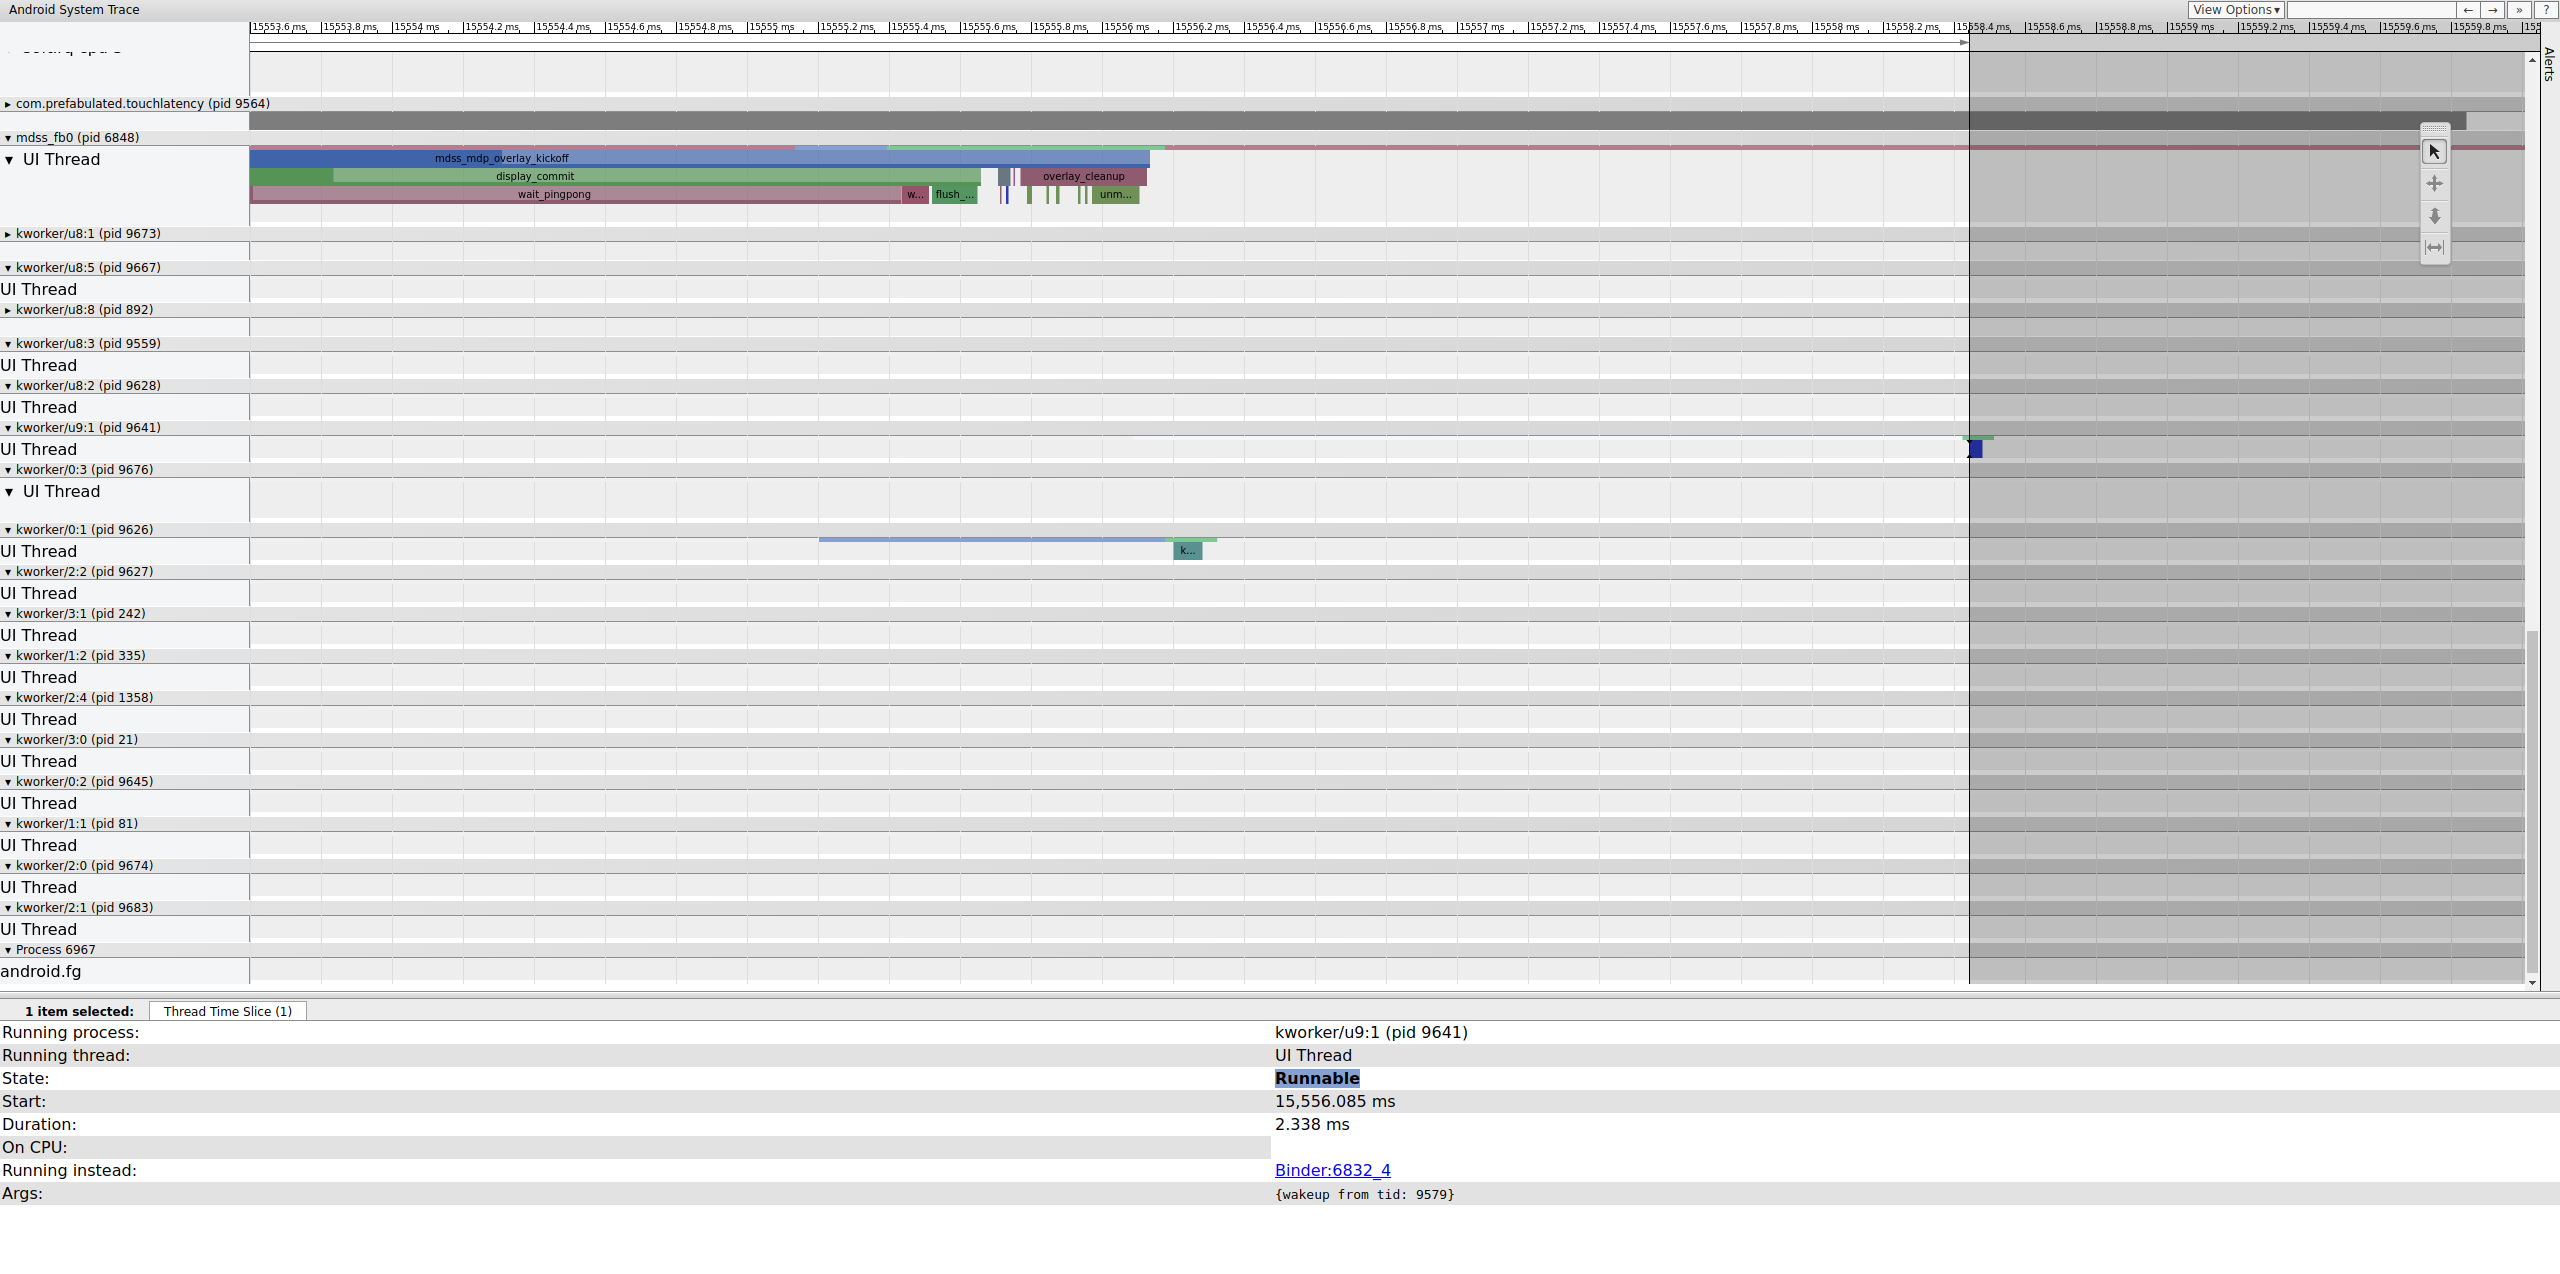 Android System Trace
View Options▾ ← → » ?
15553.6 ms 15553.8 ms 15554 ms 15554.2 ms 15554.4 ms 15554.6 ms 15554.8 ms 15555 ms 15555.2 ms 15555.4 ms 15555.6 ms 15555.8 ms 15556 ms 15556.2 ms 15556.4 ms 15556.6 ms 15556.8 ms 15557 ms 15557.2 ms 15557.4 ms 15557.6 ms 15557.8 ms 15558 ms 15558.2 ms 15558.4 ms 15558.6 ms 15558.8 ms 15559 ms 15559.2 ms 15559.4 ms 15559.6 ms 15559.8 ms
Alerts
com.prefabulated.touchlatency (pid 9564)
mdss_fb0 (pid 6848)
UI Thread
mdss_mdp_overlay_kickoff
display_commit overlay_cleanup
wait_pingpong w... flush_... unm...
kworker/u8:1 (pid 9673)
kworker/u8:5 (pid 9667)
UI Thread
kworker/u8:8 (pid 892)
kworker/u8:3 (pid 9559)
UI Thread
kworker/u8:2 (pid 9628)
UI Thread
kworker/u9:1 (pid 9641)
UI Thread
kworker/0:3 (pid 9676)
UI Thread
kworker/0:1 (pid 9626)
UI Thread k...
kworker/2:2 (pid 9627)
UI Thread
kworker/3:1 (pid 242)
UI Thread
kworker/1:2 (pid 335)
UI Thread
kworker/2:4 (pid 1358)
UI Thread
kworker/3:0 (pid 21)
UI Thread
kworker/0:2 (pid 9645)
UI Thread
kworker/1:1 (pid 81)
UI Thread
kworker/2:0 (pid 9674)
UI Thread
kworker/2:1 (pid 9683)
UI Thread
Process 6967
android.fg
1 item selected: Thread Time Slice (1)
Running process: kworker/u9:1 (pid 9641)
Running thread: UI Thread
State: Runnable
Start: 15,556.085 ms
Duration: 2.338 ms
On CPU:
Running instead: Binder:6832_4
Args: {wakeup from tid: 9579}